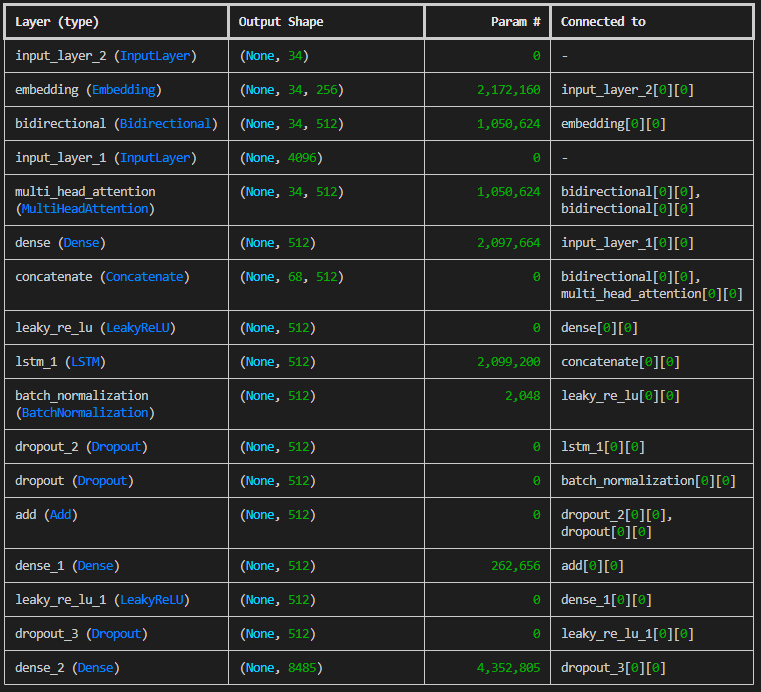 Layer (type) Output Shape Param # Connected to
input_layer_2 (InputLayer) (None, 34) 0 -
embedding (Embedding) (None, 34, 256) 2,172,160 input_layer_2[0][0]
bidirectional (Bidirectional) (None, 34, 512) 1,050,624 embedding[0][0]
input_layer_1 (InputLayer) (None, 4096) 0 -
multi_head_attention (None, 34, 512) 1,050,624 bidirectional[0][0],
(MultiHeadAttention) bidirectional[0][0]
dense (Dense) (None, 512) 2,097,664 input_layer_1[0][0]
concatenate (Concatenate) (None, 68, 512) 0 bidirectional[0][0],
multi_head_attention[0][0]
leaky_re_lu (LeakyReLU) (None, 512) 0 dense[0][0]
lstm_1 (LSTM) (None, 512) 2,099,200 concatenate[0][0]
batch_normalization (None, 512) 2,048 leaky_re_lu[0][0]
(BatchNormalization)
dropout_2 (Dropout) (None, 512) 0 lstm_1[0][0]
dropout (Dropout) (None, 512) 0 batch_normalization[0][0]
add (Add) (None, 512) 0 dropout_2[0][0],
dropout[0][0]
dense_1 (Dense) (None, 512) 262,656 add[0][0]
leaky_re_lu_1 (LeakyReLU) (None, 512) 0 dense_1[0][0]
dropout_3 (Dropout) (None, 512) 0 leaky_re_lu_1[0][0]
dense_2 (Dense) (None, 8485) 4,352,805 dropout_3[0][0]